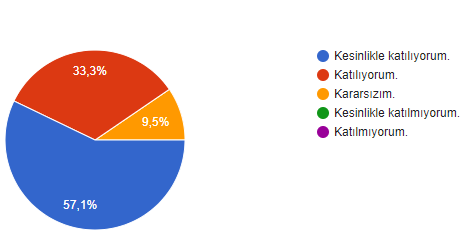 33,3%
9,5%
57,1%
Kesinlikle katılıyorum.
Katılıyorum.
Kararsızım.
Kesinlikle katılmıyorum.
Katılmıyorum.